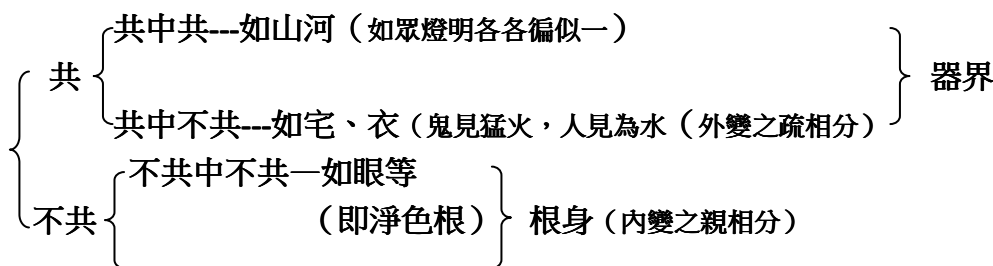 共中共---如山河（如眾燈明各各徧似一）
共
器界
共中不共---如宅、衣（鬼見猛火，人見為水（外變之疏相分）
不共中不共—如眼等
不共
（即淨色根）
根身（內變之親相分）